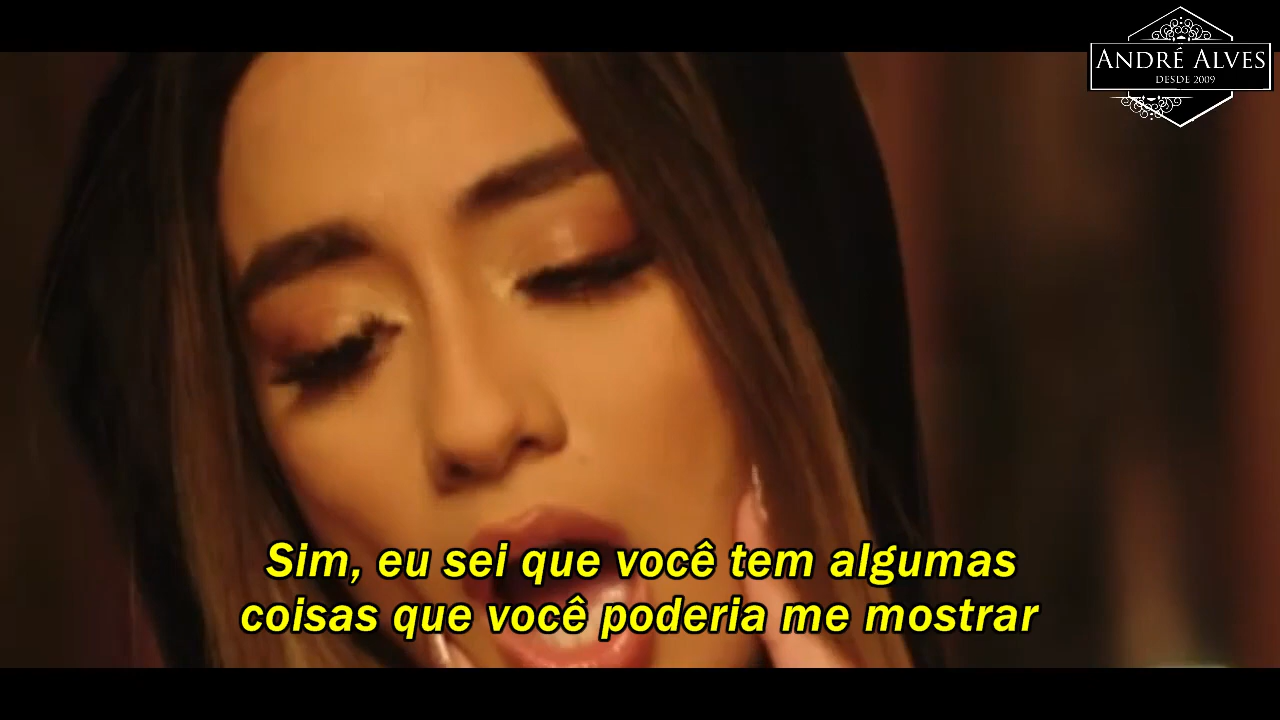 ANDRÉ ALVES
DESDE 2009
Sim, eu sei que você tem algumas
coisas que você poderia me mostrar